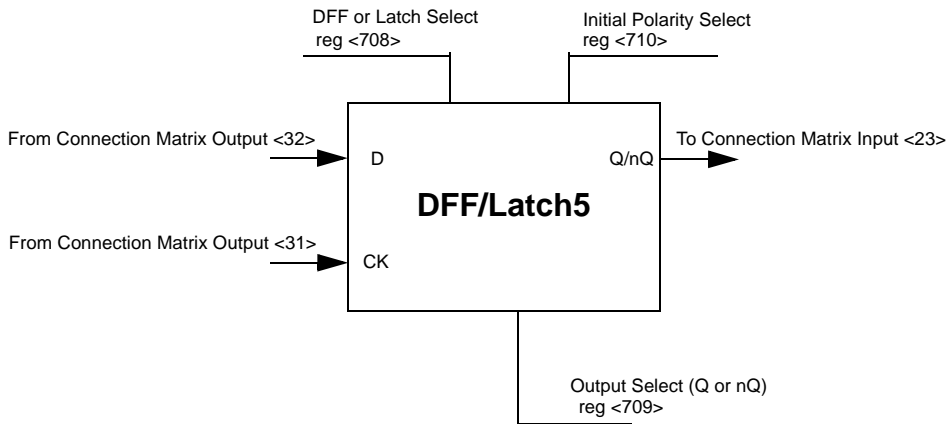 DFF or Latch Select
reg <708>
Initial Polarity Select
reg <710>
From Connection Matrix Output <32>
D
Q/nQ
To Connection Matrix Input <23>
DFF/Latch5
From Connection Matrix Output <31>
CK
Output Select (Q or nQ)
reg <709>